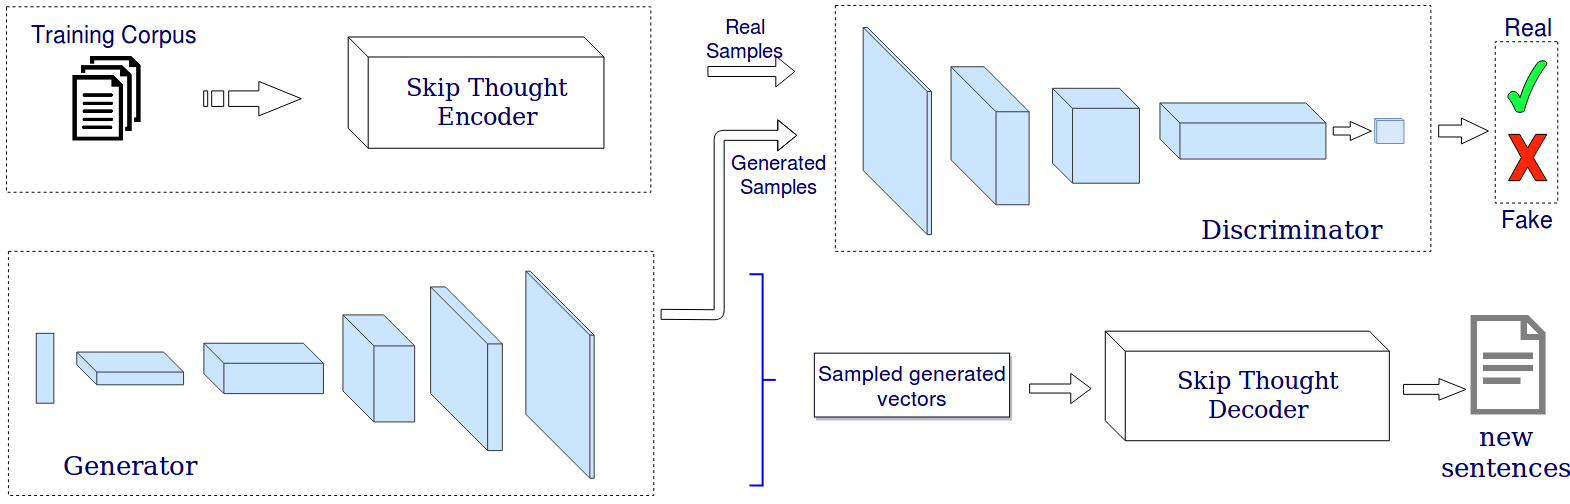 Training Corpus
Skip Thought
Encoder
Real
Samples
Generated
Samples
Discriminator
Real
Fake
Generator
Sampled generated
vectors
Skip Thought
Decoder
new
sentences